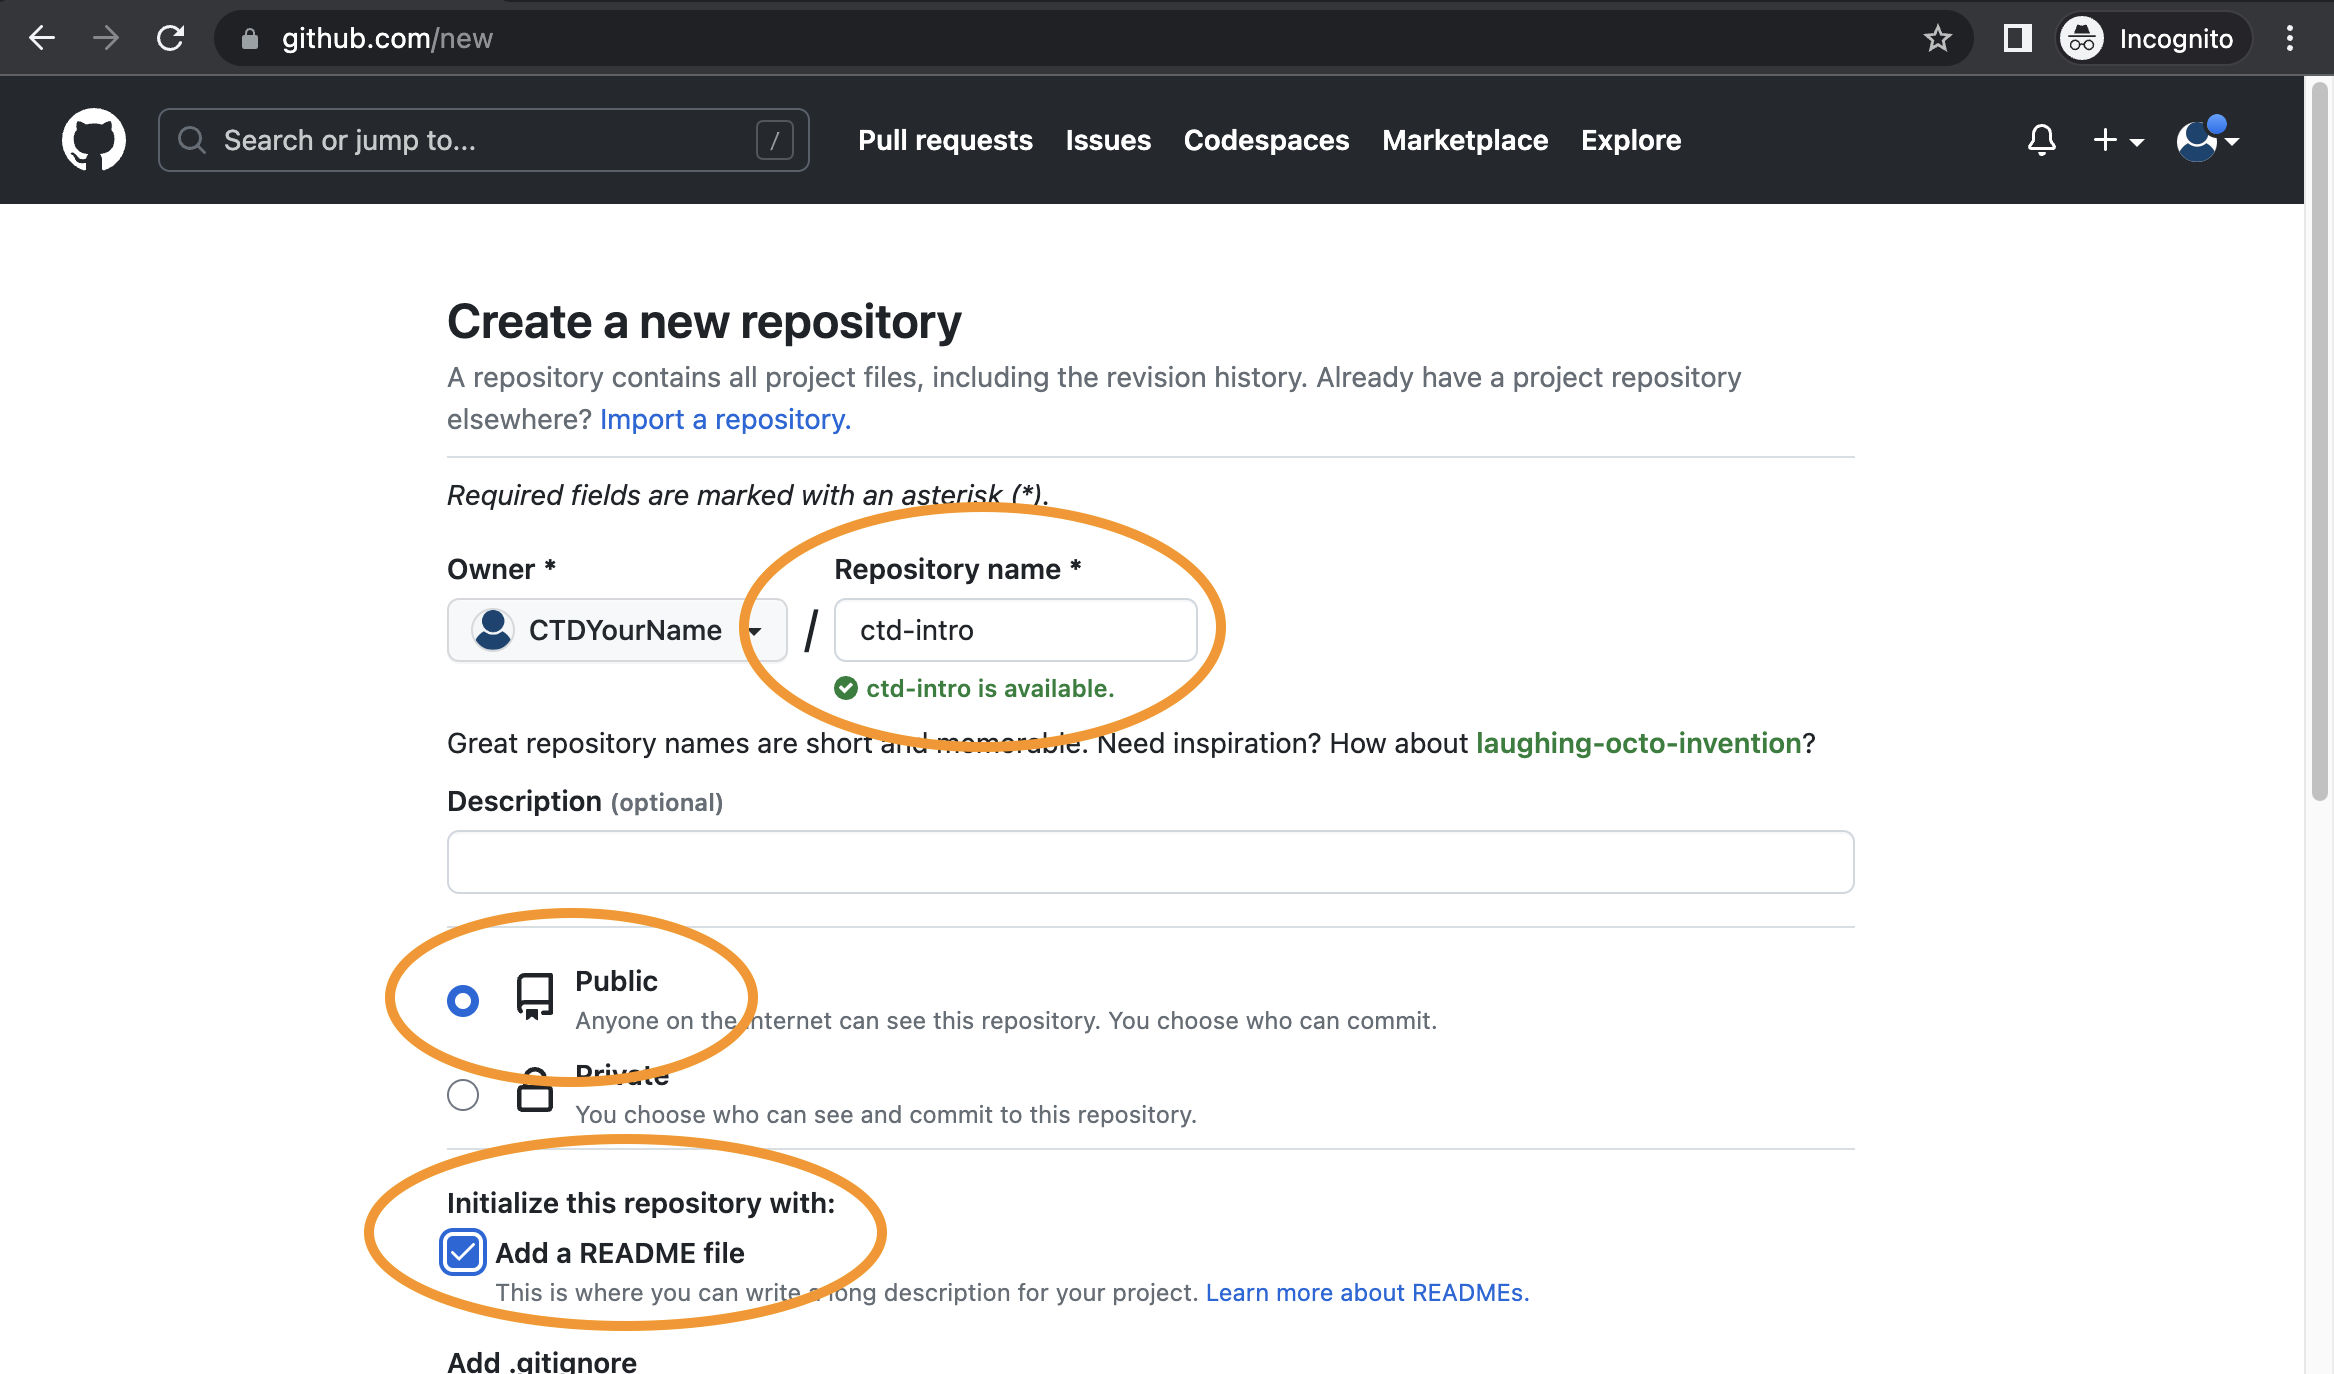 github.com/new
Incognito
Search or jump to...
/
Pull requests
Issues
Codespaces
Marketplace
Explore
Create a new repository
A repository contains all project files, including the revision history. Already have a project repository
elsewhere? Import a repository.
Required fields are marked with an asterisk (*).
Owner *
Repository name *
CTDYourName
/
ctd-intro
ctd-intro is available.
Great repository names are short and memorable. Need inspiration? How about laughing-octo-invention?
Description (optional)
Public
Anyone on the internet can see this repository. You choose who can commit.
Private
You choose who can see and commit to this repository.
Initialize this repository with:
Add a README file
This is where you can write a long description for your project. Learn more about READMEs.
Add .gitignore